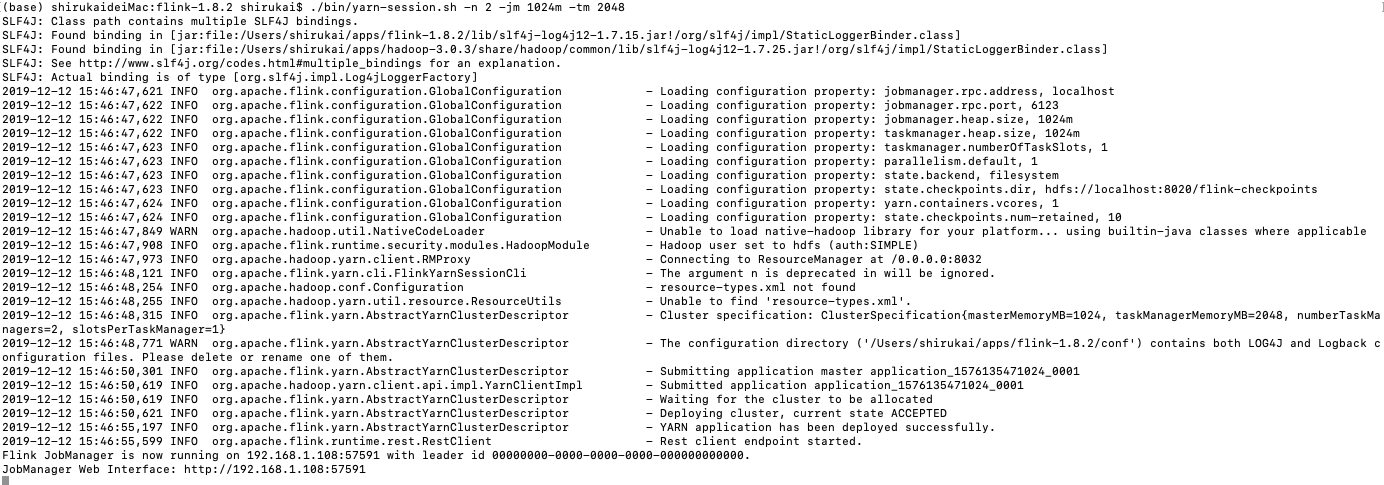 (base) shirukaideiMac:flink-1.8.2 shirukai$ ./bin/yarn-session.sh -n 2 -jm 1024m -tm 2048
SLF4J: Class path contains multiple SLF4J bindings.
SLF4J: Found binding in [jar:file:/Users/shirukai/apps/flink-1.8.2/lib/slf4j-log4j12-1.7.15.jar!/org/slf4j/impl/StaticLoggerBinder.class]
SLF4J: Found binding in [jar:file:/Users/shirukai/apps/hadoop-3.0.3/share/hadoop/common/lib/slf4j-log4j12-1.7.25.jar!/org/slf4j/impl/StaticLoggerBinder.class]
SLF4J: See http://www.slf4j.org/codes.html#multiple_bindings for an explanation.
SLF4J: Actual binding is of type [org.slf4j.impl.Log4jLoggerFactory]
2019-12-12 15:46:47,621 INFO  org.apache.flink.configuration.GlobalConfiguration            - Loading configuration property: jobmanager.rpc.address, localhost
2019-12-12 15:46:47,622 INFO  org.apache.flink.configuration.GlobalConfiguration            - Loading configuration property: jobmanager.rpc.port, 6123
2019-12-12 15:46:47,622 INFO  org.apache.flink.configuration.GlobalConfiguration            - Loading configuration property: jobmanager.heap.size, 1024m
2019-12-12 15:46:47,622 INFO  org.apache.flink.configuration.GlobalConfiguration            - Loading configuration property: taskmanager.heap.size, 1024m
2019-12-12 15:46:47,623 INFO  org.apache.flink.configuration.GlobalConfiguration            - Loading configuration property: taskmanager.numberOfTaskSlots, 1
2019-12-12 15:46:47,623 INFO  org.apache.flink.configuration.GlobalConfiguration            - Loading configuration property: parallelism.default, 1
2019-12-12 15:46:47,623 INFO  org.apache.flink.configuration.GlobalConfiguration            - Loading configuration property: state.backend, filesystem
2019-12-12 15:46:47,623 INFO  org.apache.flink.configuration.GlobalConfiguration            - Loading configuration property: state.checkpoints.dir, hdfs://localhost:8020/flink-checkpoints
2019-12-12 15:46:47,624 INFO  org.apache.flink.configuration.GlobalConfiguration            - Loading configuration property: yarn.containers.vcores, 1
2019-12-12 15:46:47,624 INFO  org.apache.flink.configuration.GlobalConfiguration            - Loading configuration property: state.checkpoints.num-retained, 10
2019-12-12 15:46:47,849 WARN  org.apache.hadoop.util.NativeCodeLoader                       - Unable to load native-hadoop library for your platform... using builtin-java classes where applicable
2019-12-12 15:46:47,908 INFO  org.apache.flink.runtime.security.modules.HadoopModule        - Hadoop user set to hdfs (auth:SIMPLE)
2019-12-12 15:46:47,973 INFO  org.apache.hadoop.yarn.client.RMProxy                         - Connecting to ResourceManager at /0.0.0.0:8032
2019-12-12 15:46:48,121 INFO  org.apache.flink.yarn.cli.FlinkYarnSessionCli                 - The argument n is deprecated in will be ignored.
2019-12-12 15:46:48,254 INFO  org.apache.hadoop.conf.Configuration                          - resource-types.xml not found
2019-12-12 15:46:48,255 INFO  org.apache.hadoop.yarn.util.resource.ResourceUtils            - Unable to find 'resource-types.xml'.
2019-12-12 15:46:48,315 INFO  org.apache.flink.yarn.AbstractYarnClusterDescriptor           - Cluster specification: ClusterSpecification{masterMemoryMB=1024, taskManagerMemoryMB=2048, numberTaskMa
nagers=2, slotsPerTaskManager=1}
2019-12-12 15:46:48,771 WARN  org.apache.flink.yarn.AbstractYarnClusterDescriptor           - The configuration directory ('/Users/shirukai/apps/flink-1.8.2/conf') contains both LOG4J and Logback c
onfiguration files. Please delete or rename one of them.
2019-12-12 15:46:50,301 INFO  org.apache.flink.yarn.AbstractYarnClusterDescriptor           - Submitting application master application_1576135471024_0001
2019-12-12 15:46:50,619 INFO  org.apache.hadoop.yarn.client.api.impl.YarnClientImpl         - Submitted application application_1576135471024_0001
2019-12-12 15:46:50,619 INFO  org.apache.flink.yarn.AbstractYarnClusterDescriptor           - Waiting for the cluster to be allocated
2019-12-12 15:46:50,621 INFO  org.apache.flink.yarn.AbstractYarnClusterDescriptor           - Deploying cluster, current state ACCEPTED
2019-12-12 15:46:55,197 INFO  org.apache.flink.yarn.AbstractYarnClusterDescriptor           - YARN application has been deployed successfully.
2019-12-12 15:46:55,599 INFO  org.apache.flink.runtime.rest.RestClient                      - Rest client endpoint started.
Flink JobManager is now running on 192.168.1.108:57591 with leader id 00000000-0000-0000-0000-000000000000.
JobManager Web Interface: http://192.168.1.108:57591